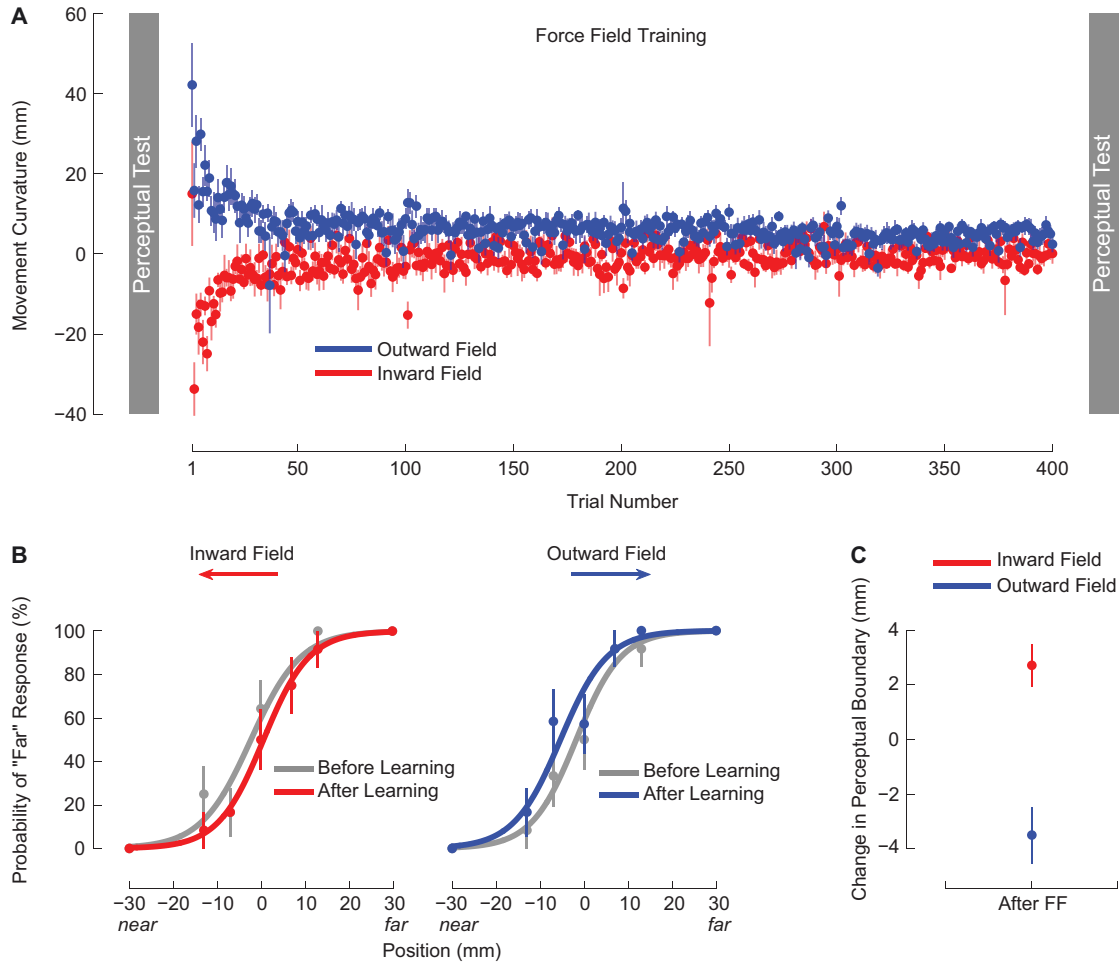 A
60
40
20
0
−20
−40
Movement Curvature (mm)
Perceptual Test
Force Field Training
Perceptual Test
Outward Field
Inward Field
1
50
100
150
200
250
300
350
400
Trial Number
B
Inward Field
Outward Field
Probability of "Far" Response (%)
100
80
60
40
20
0
Before Learning
After Learning
Before Learning
After Learning
−30
−20
−10
0
10
20
30
near
far
−30
−20
−10
0
10
20
30
near
far
Position (mm)
C
Inward Field
Outward Field
Change in Perceptual Boundary (mm)
4
2
0
−2
−4
After FF